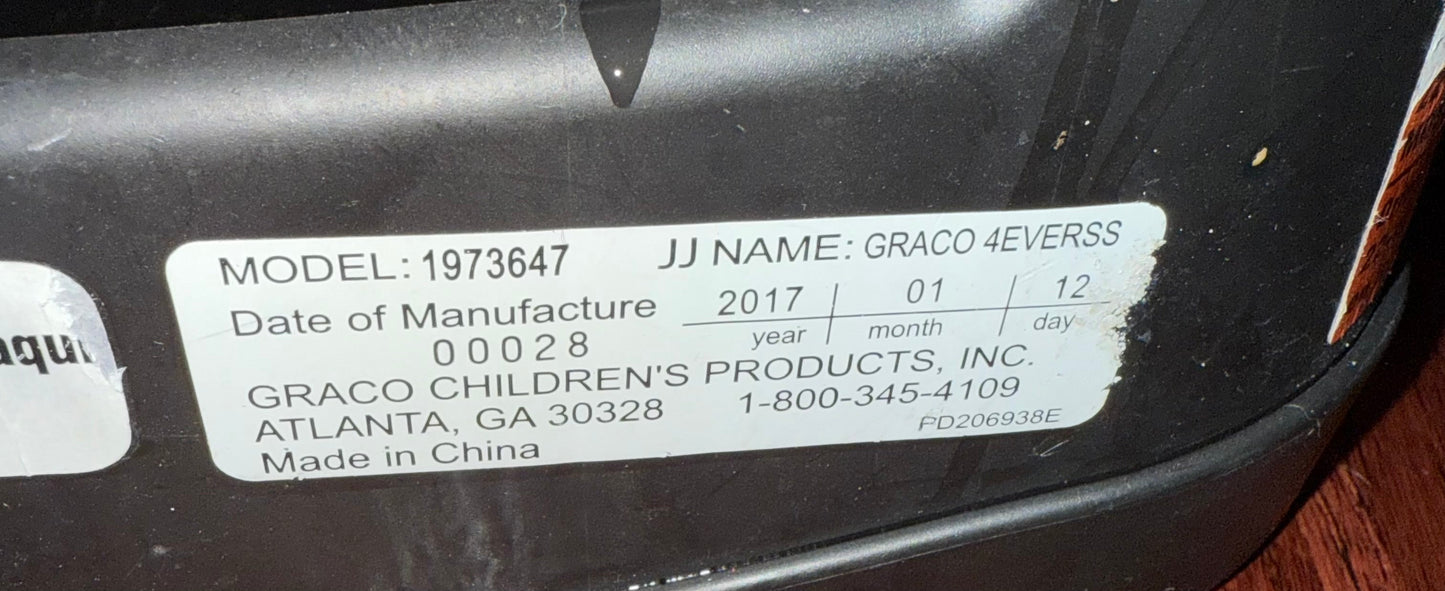 MODEL: 1973647 JJ NAME: GRACO 4EVERSS
Date of Manufacture 2017 / 01 / 12
year month day
00028
GRACO CHILDREN'S PRODUCTS, INC.
ATLANTA, GA 30328 1-800-345-4109
Made in China PD206938E